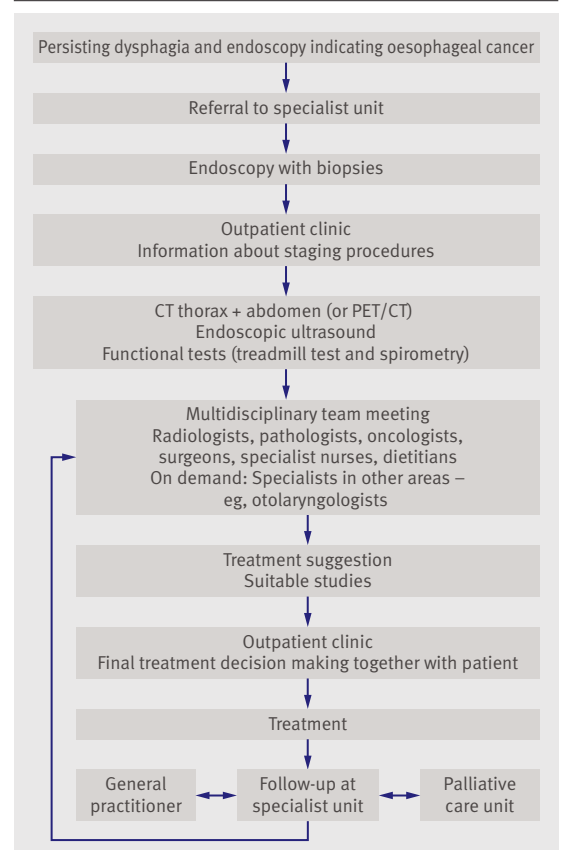 Persisting dysphagia and endoscopy indicating oesophageal cancer
Referral to specialist unit
Endoscopy with biopsies
Outpatient clinic
Information about staging procedures
CT thorax + abdomen (or PET/CT)
Endoscopic ultrasound
Functional tests (treadmill test and spirometry)
Multidisciplinary team meeting
Radiologists, pathologists, oncologists,
surgeons, specialist nurses, dietitians
On demand: Specialists in other areas –
eg, otolaryngologists
Treatment suggestion
Suitable studies
Outpatient clinic
Final treatment decision making together with patient
Treatment
General
practitioner
Follow-up at
specialist unit
Palliative
care unit